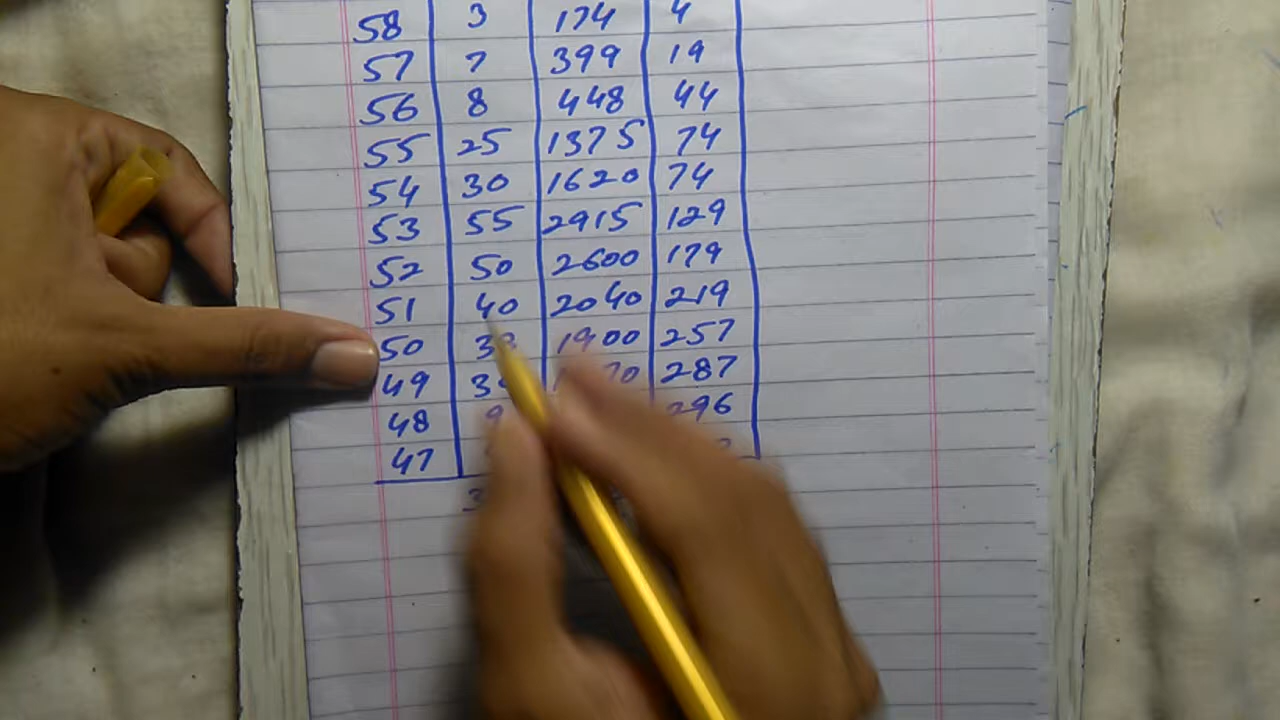 58 3 174 4
57 7 399 19
56 8 448 44
55 25 1375 74
54 30 1620 74
53 55 2915 129
52 50 2600 179
51 40 2040 219
50 1900 257
49 287
48 9 296
47